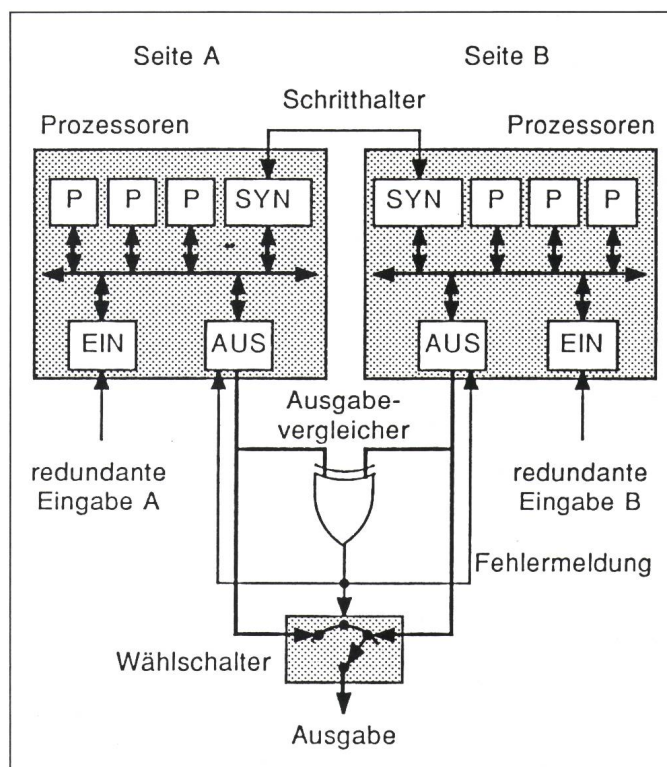 Seite A
Seite B
Schritthalter
Prozessoren
Prozessoren
P P P SYN
SYN P P P
EIN AUS
AUS EIN
Ausgabe-
vergleicher
redundante
Eingabe A
redundante
Eingabe B
Fehlermeldung
Wählschalter
Ausgabe